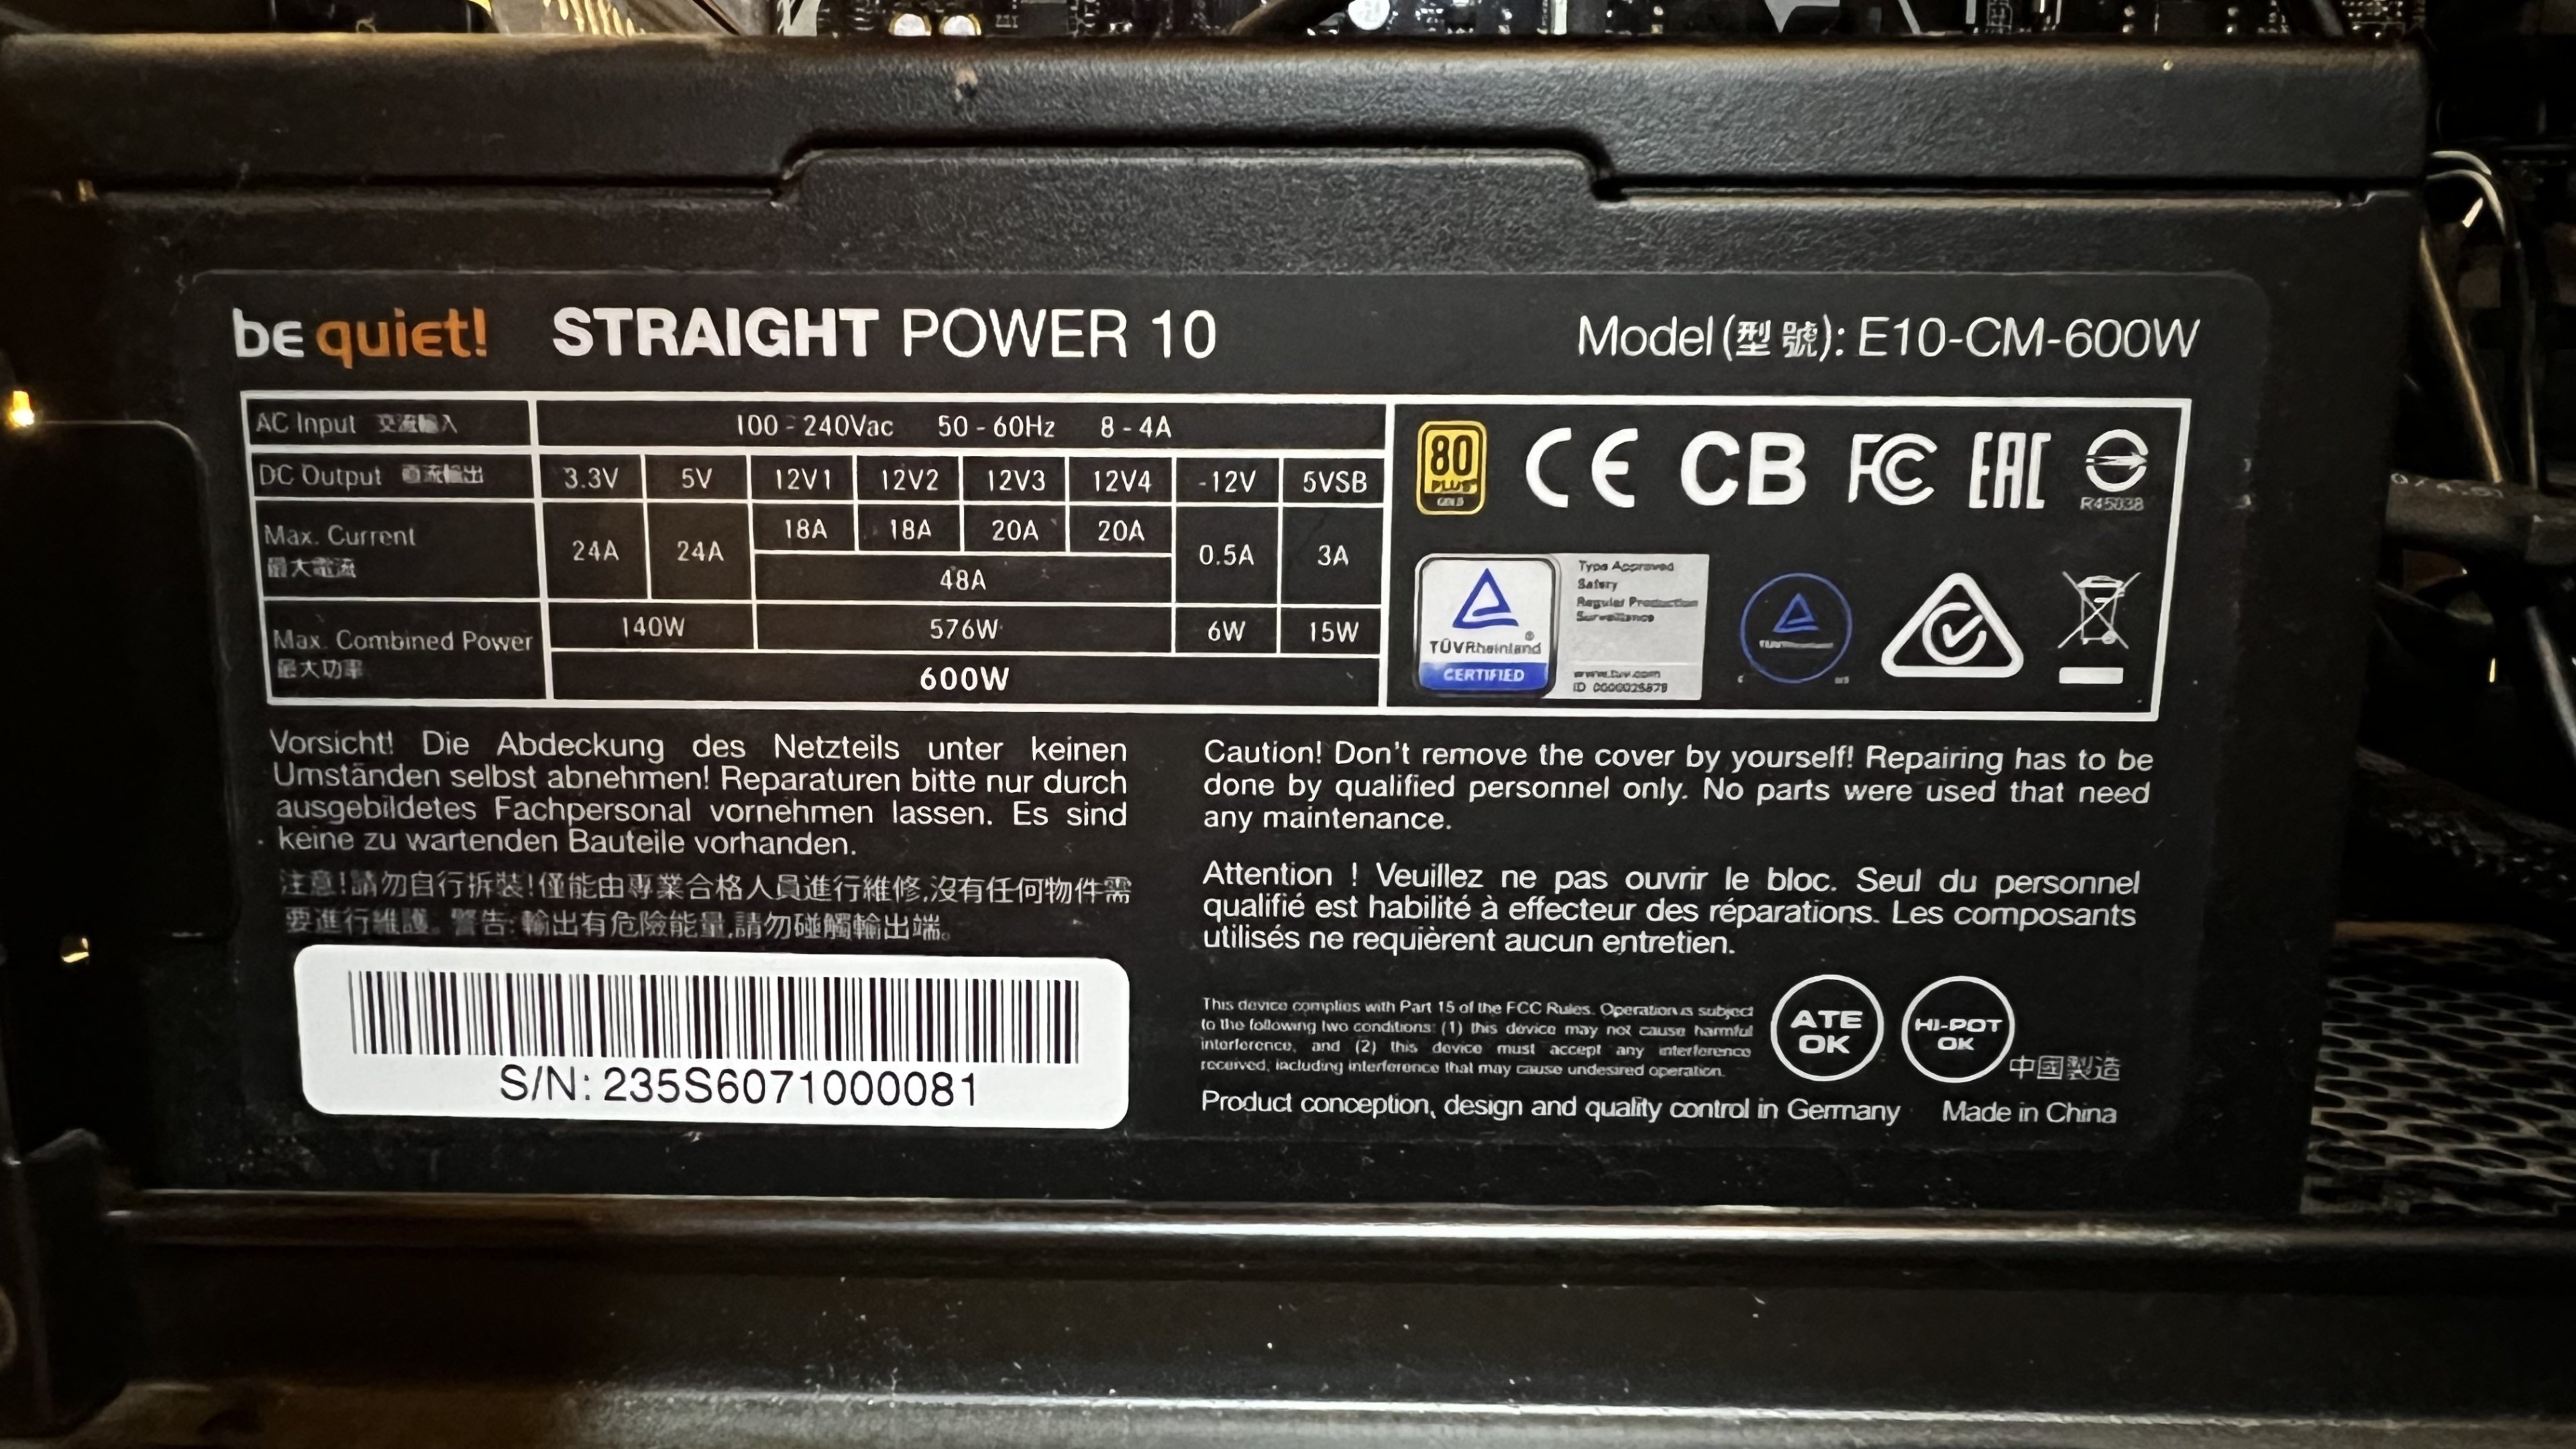 be quiet! STRAIGHT POWER 10 Model (型號): E10-CM-600W
AC Input 交流輸入 100 - 240Vac 50 - 60Hz 8 - 4A
DC Output 直流輸出 3.3V 5V 12V1 12V2 12V3 12V4 -12V 5VSB
Max. Current 最大電流 24A 24A 18A 18A 20A 20A 0.5A 3A
48A
Max. Combined Power 最大功率 140W 576W 6W 15W
600W
80 PLUS GOLD CE CB FC EAC
R45038
TÜVRheinland ®
CERTIFIED
Type Approved
Safety
Regular Production
Surveillance
www.tuv.com
TÜVRheinland
Vorsicht! Die Abdeckung des Netzteils unter keinen
Umständen selbst abnehmen! Reparaturen bitte nur durch
ausgebildetes Fachpersonal vornehmen lassen. Es sind
keine zu wartenden Bauteile vorhanden.
注意!請勿自行拆裝!僅能由專業合格人員進行維修,沒有任何物件需
要進行維護。警告:輸出有危險能量,請勿碰觸輸出端。
S/N: 235S6071000081
Caution! Don't remove the cover by yourself! Repairing has to be
done by qualified personnel only. No parts were used that need
any maintenance.
Attention ! Veuillez ne pas ouvrir le bloc. Seul du personnel
qualifié est habilité à effecteur des réparations. Les composants
utilisés ne requièrent aucun entretien.
This device complies with Part 15 of the FCC Rules. Operation is subject
to the following two conditions: (1) this device may not cause harmful
interference, and (2) this device must accept any interference
received, including interference that may cause undesired operation.
ATE
OK
HI-POT
OK
中國製造
Product conception, design and quality control in Germany Made in China